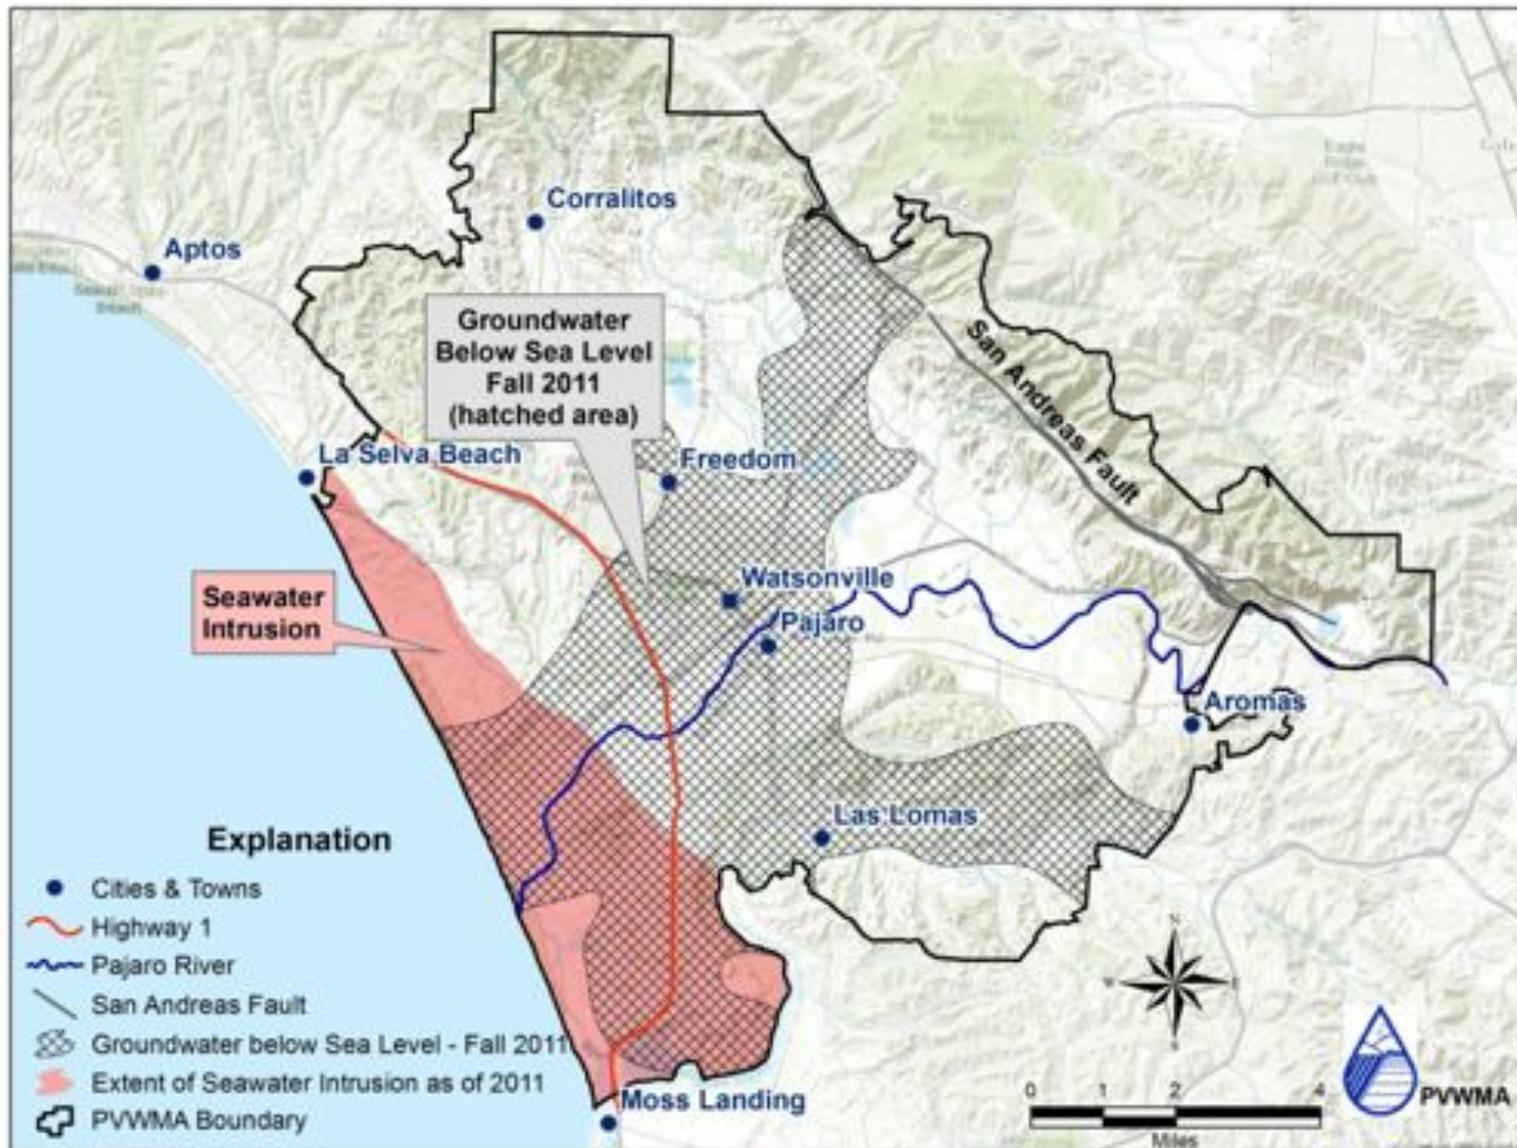 Corralitos
Aptos
Groundwater
Below Sea Level
Fall 2011
(hatched area)
San Andreas Fault
La Selva Beach
Freedom
Seawater
Intrusion
Watsonville
Pajaro
Aromas
Las Lomas
Explanation
Cities & Towns
Highway 1
Pajaro River
San Andreas Fault
Groundwater below Sea Level - Fall 2011
Extent of Seawater Intrusion as of 2011
PVWMA Boundary
Moss Landing
N
W
E
S
0 1 2 4
Miles
PVWMA